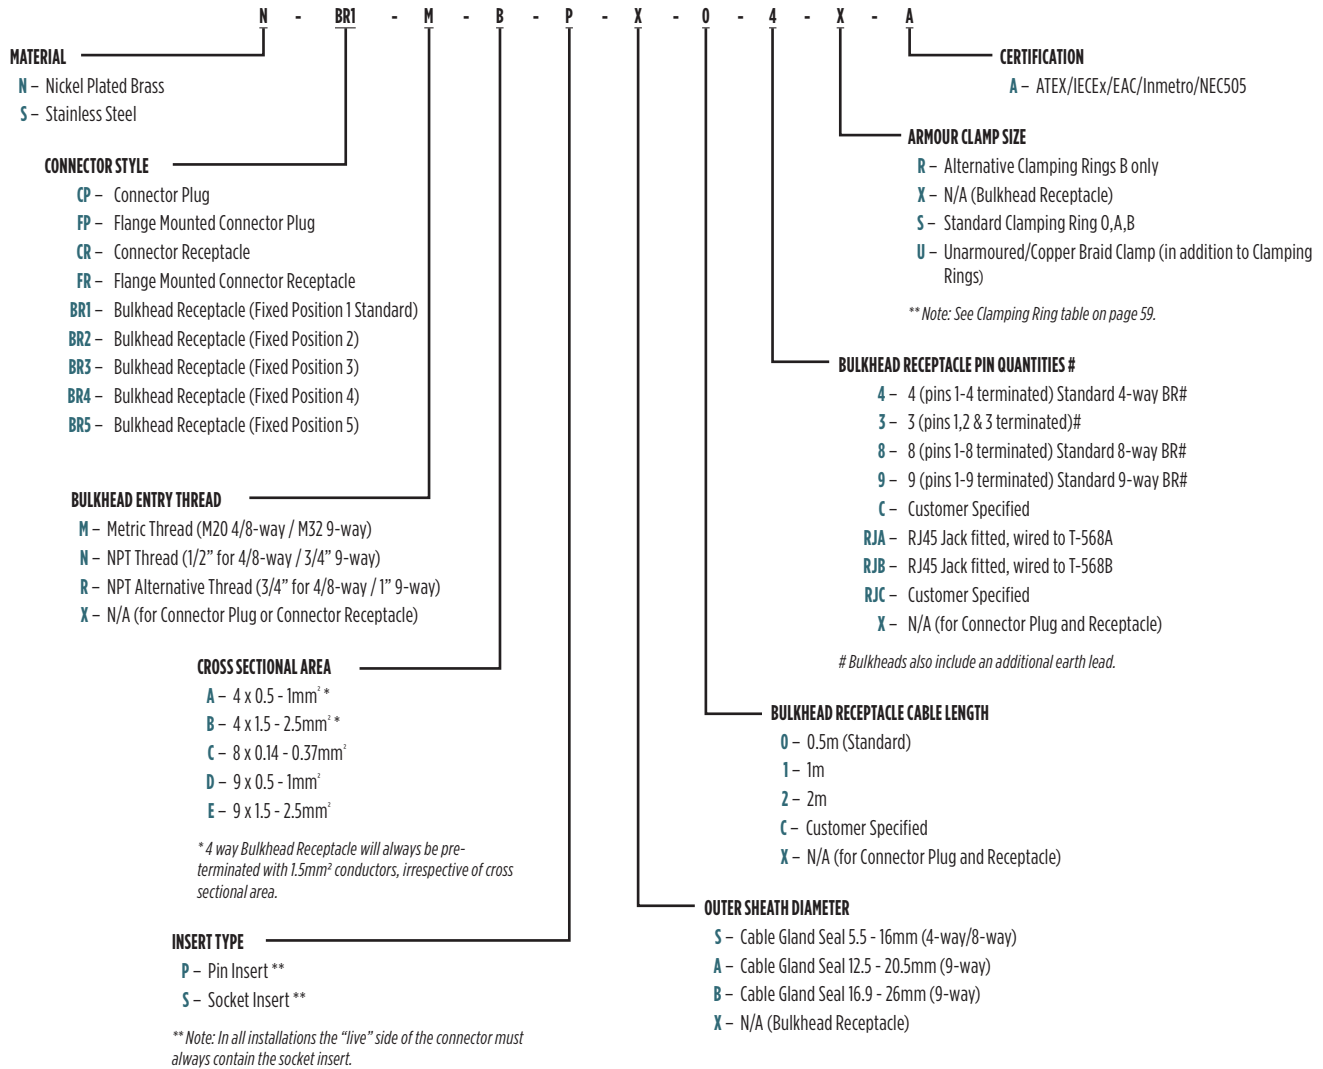 N - BR1 - M - B - P - X - 0 - 4 - X - A
MATERIAL
N – Nickel Plated Brass
S – Stainless Steel
CONNECTOR STYLE
CP – Connector Plug
FP – Flange Mounted Connector Plug
CR – Connector Receptacle
FR – Flange Mounted Connector Receptacle
BR1 – Bulkhead Receptacle (Fixed Position 1 Standard)
BR2 – Bulkhead Receptacle (Fixed Position 2)
BR3 – Bulkhead Receptacle (Fixed Position 3)
BR4 – Bulkhead Receptacle (Fixed Position 4)
BR5 – Bulkhead Receptacle (Fixed Position 5)
BULKHEAD ENTRY THREAD
M – Metric Thread (M20 4/8-way / M32 9-way)
N – NPT Thread (1/2” for 4/8-way / 3/4” 9-way)
R – NPT Alternative Thread (3/4” for 4/8-way / 1” 9-way)
X – N/A (for Connector Plug or Connector Receptacle)
CROSS SECTIONAL AREA
A – 4 x 0.5 - 1mm² *
B – 4 x 1.5 - 2.5mm² *
C – 8 x 0.14 - 0.37mm²
D – 9 x 0.5 - 1mm²
E – 9 x 1.5 - 2.5mm²
* 4 way Bulkhead Receptacle will always be pre-
terminated with 1.5mm² conductors, irrespective of cross
sectional area.
INSERT TYPE
P – Pin Insert **
S – Socket Insert **
** Note: In all installations the “live” side of the connector must
always contain the socket insert.
CERTIFICATION
A – ATEX/IECEx/EAC/Inmetro/NEC505
ARMOUR CLAMP SIZE
R – Alternative Clamping Rings B only
X – N/A (Bulkhead Receptacle)
S – Standard Clamping Ring O,A,B
U – Unarmoured/Copper Braid Clamp (in addition to Clamping
Rings)
** Note: See Clamping Ring table on page 59.
BULKHEAD RECEPTACLE PIN QUANTITIES #
4 – 4 (pins 1-4 terminated) Standard 4-way BR#
3 – 3 (pins 1,2 & 3 terminated)#
8 – 8 (pins 1-8 terminated) Standard 8-way BR#
9 – 9 (pins 1-9 terminated) Standard 9-way BR#
C – Customer Specified
RJA – RJ45 Jack fitted, wired to T-568A
RJB – RJ45 Jack fitted, wired to T-568B
RJC – Customer Specified
X – N/A (for Connector Plug and Receptacle)
# Bulkheads also include an additional earth lead.
BULKHEAD RECEPTACLE CABLE LENGTH
0 – 0.5m (Standard)
1 – 1m
2 – 2m
C – Customer Specified
X – N/A (for Connector Plug and Receptacle)
OUTER SHEATH DIAMETER
S – Cable Gland Seal 5.5 - 16mm (4-way/8-way)
A – Cable Gland Seal 12.5 - 20.5mm (9-way)
B – Cable Gland Seal 16.9 - 26mm (9-way)
X – N/A (Bulkhead Receptacle)